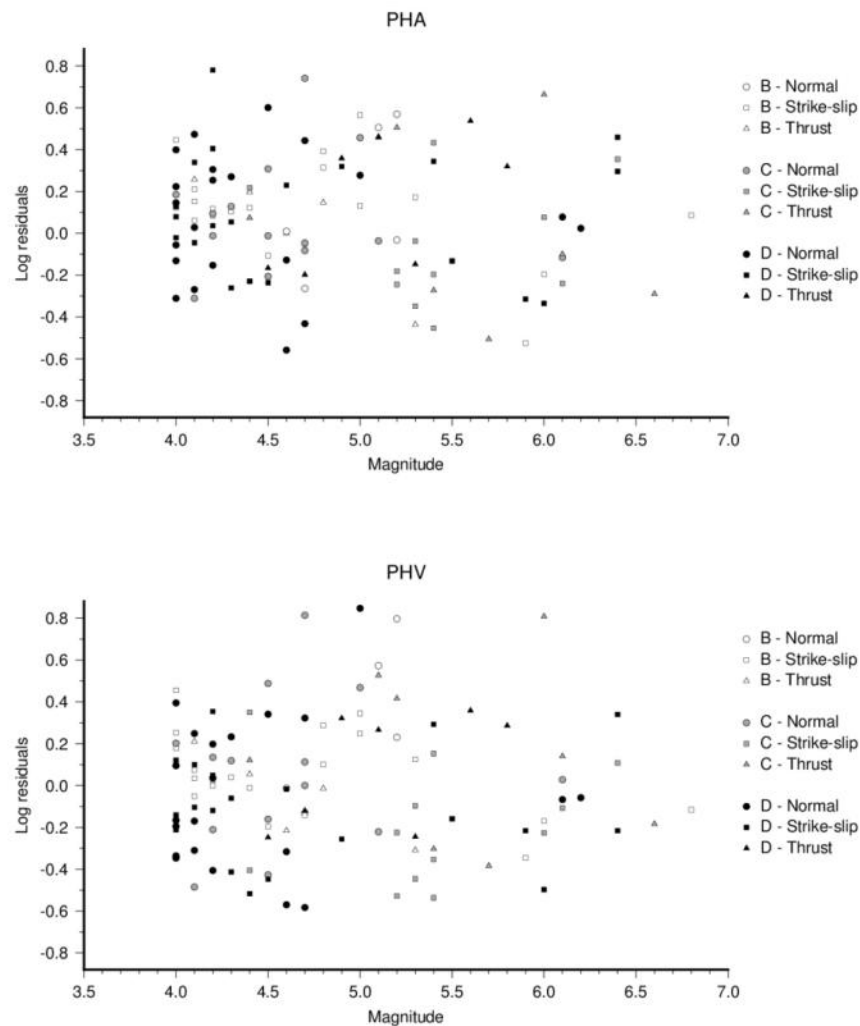 PHA
Log residuals
0.8
0.6
0.4
0.2
0.0
-0.2
-0.4
-0.6
-0.8
3.5 4.0 4.5 5.0 5.5 6.0 6.5 7.0
Magnitude
B - Normal
B - Strike-slip
B - Thrust
C - Normal
C - Strike-slip
C - Thrust
D - Normal
D - Strike-slip
D - Thrust
PHV
Log residuals
0.8
0.6
0.4
0.2
0.0
-0.2
-0.4
-0.6
-0.8
3.5 4.0 4.5 5.0 5.5 6.0 6.5 7.0
Magnitude
B - Normal
B - Strike-slip
B - Thrust
C - Normal
C - Strike-slip
C - Thrust
D - Normal
D - Strike-slip
D - Thrust